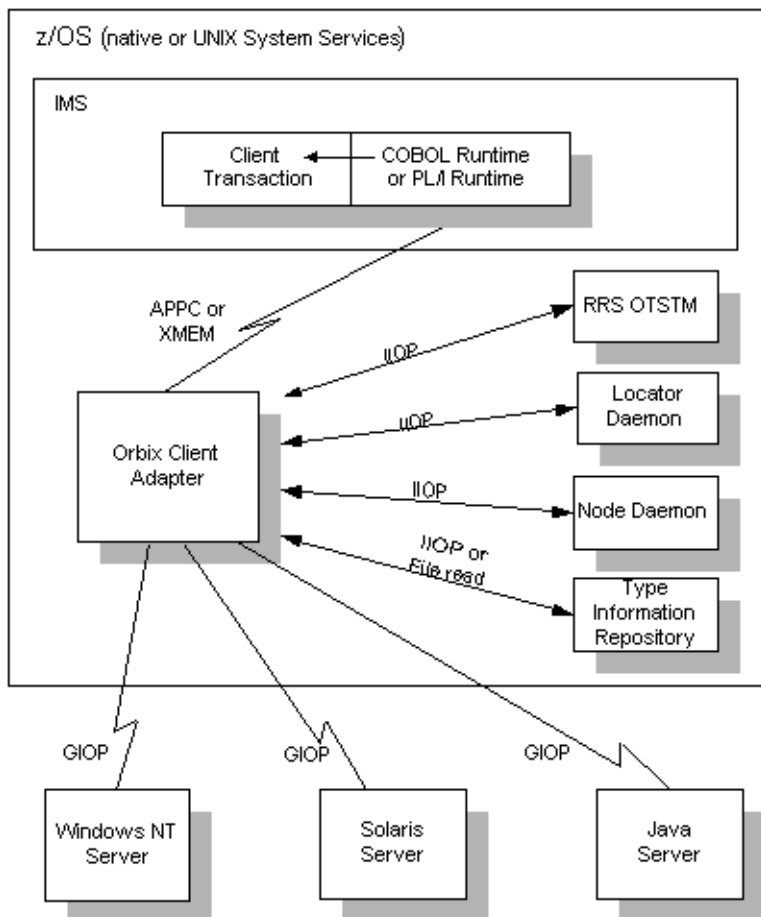 z/OS (native or UNIX System Services)
IMS
Client
Transaction
COBOL Runtime
or PL/I Runtime
APPC or
XMEM
RRS OTSTM
IIOP
Locator
Daemon
IIOP
Orbix Client
Adapter
IIOP
Node Daemon
IIOP or
File read
Type
Information
Repository
GIOP
GIOP
GIOP
Windows NT
Server
Solaris
Server
Java
Server